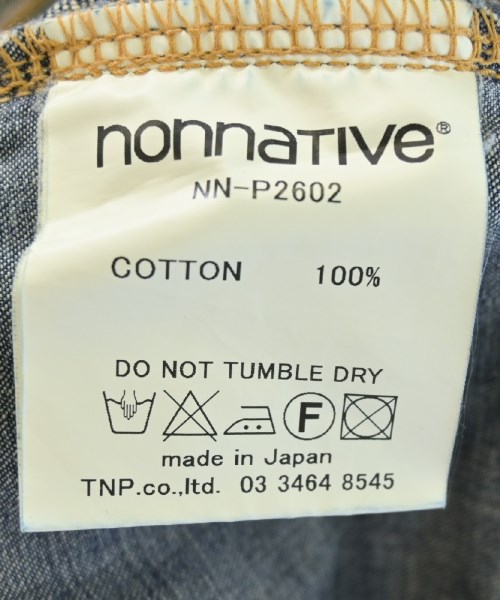 nonnaTIVe®
NN-P2602
COTTON 100%
DO NOT TUMBLE DRY
F
made in Japan
TNP.co.,ltd. 03 3464 8545